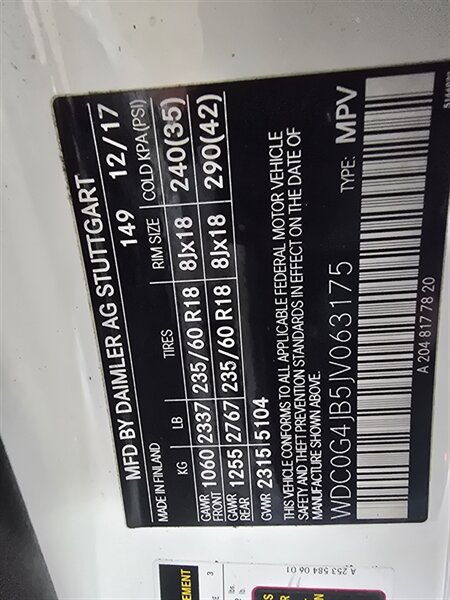 MFD BY DAIMLER AG STUTTGART
MADE IN FINLAND 149 12/17
KG LB TIRES RIM SIZE COLD KPA (PSI)
GAWR FRONT 1060 2337 235/60 R18 8Jx18 240(35)
GAWR REAR 1255 2767 235/60 R18 8Jx18 290(42)
GVWR 2315 5104
THIS VEHICLE CONFORMS TO ALL APPLICABLE FEDERAL MOTOR VEHICLE
SAFETY AND THEFT PREVENTION STANDARDS IN EFFECT ON THE DATE OF
MANUFACTURE SHOWN ABOVE.
WDC0G4JB5JV063175 TYPE: MPV
A 204 817 78 20
A 253 584 06 01
3
lbs.